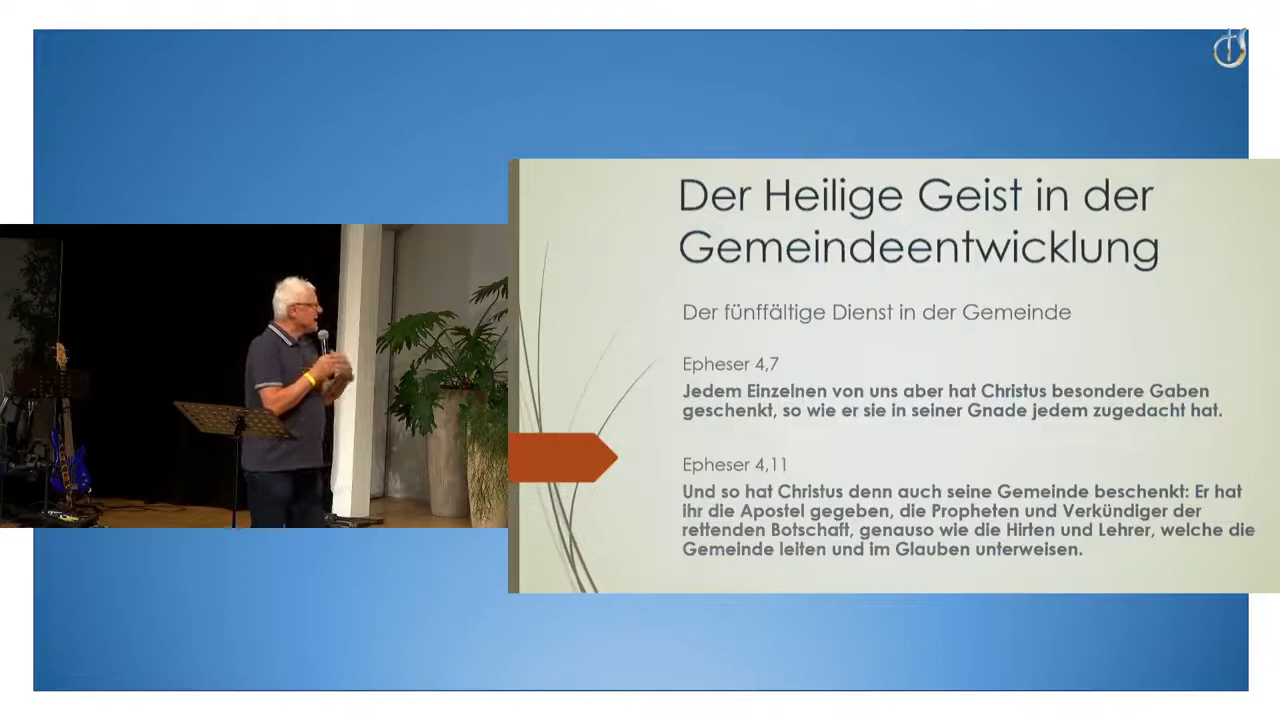 Der Heilige Geist in der
Gemeindeentwicklung
Der fünffältige Dienst in der Gemeinde
Epheser 4,7
Jedem Einzelnen von uns aber hat Christus besondere Gaben
geschenkt, so wie er sie in seiner Gnade jedem zugedacht hat.
Epheser 4,11
Und so hat Christus denn auch seine Gemeinde beschenkt: Er hat
ihr die Apostel gegeben, die Propheten und Verkündiger der
rettenden Botschaft, genauso wie die Hirten und Lehrer, welche die
Gemeinde leiten und im Glauben unterweisen.